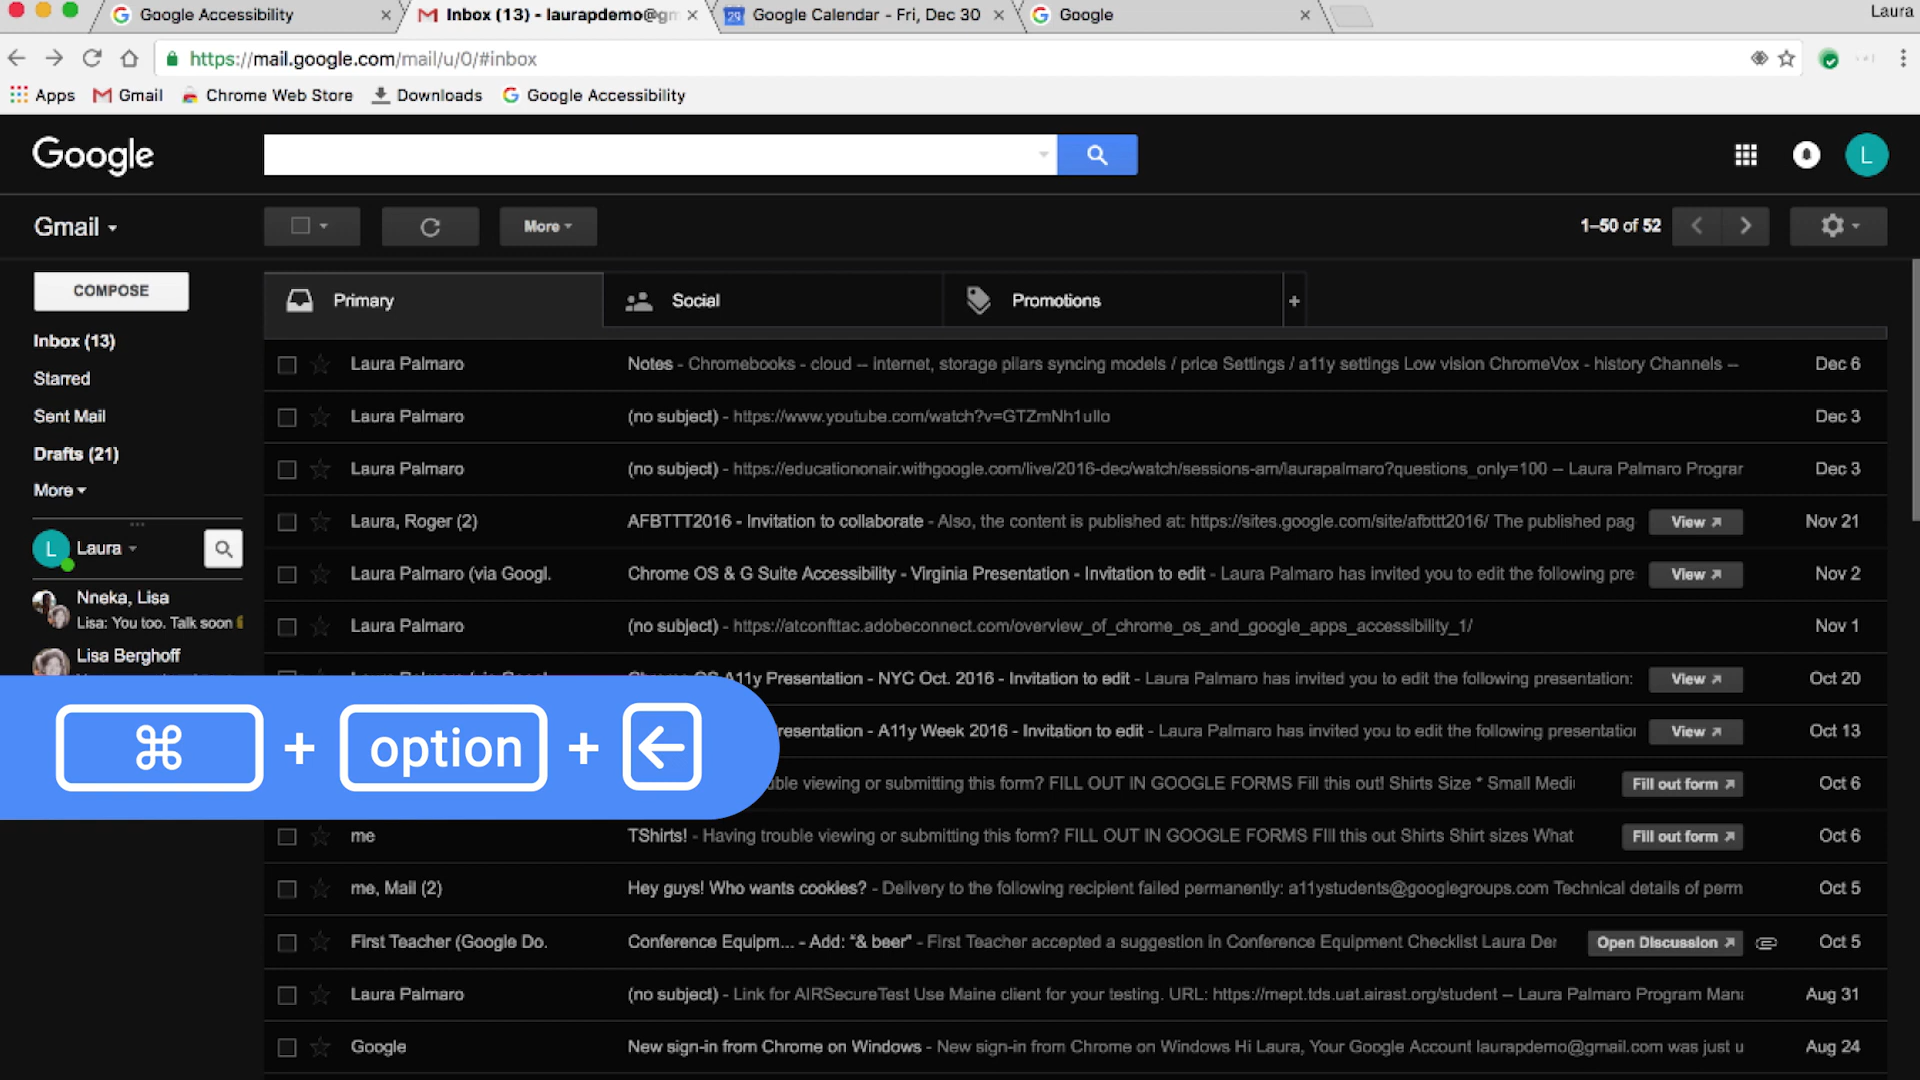 Google Accessibility
Inbox (13) - laurapdemo@gm
Google Calendar - Fri, Dec 30
Google
Laura
https://mail.google.com/mail/u/0/#inbox
Apps
Gmail
Chrome Web Store
Downloads
Google Accessibility
Google
L
Gmail
More
1–50 of 52
COMPOSE
Primary
Social
Promotions
+
Inbox (13)
Starred
Sent Mail
Drafts (21)
More
L Laura
Nneka, Lisa
Lisa: You too. Talk soon
Lisa Berghoff
Laura Palmaro Notes - Chromebooks - cloud -- internet, storage pilars syncing models / price Settings / a11y settings Low vision ChromeVox - history Channels -- Dec 6
Laura Palmaro (no subject) - https://www.youtube.com/watch?v=GTZmNh1uIIo Dec 3
Laura Palmaro (no subject) - https://educationonair.withgoogle.com/live/2016-dec/watch/sessions-am/laurapalmaro?questions_only=100 -- Laura Palmaro Program Dec 3
Laura, Roger (2) AFBTTT2016 - Invitation to collaborate - Also, the content is published at: https://sites.google.com/site/afbttt2016/ The published pag View Nov 21
Laura Palmaro (via Googl. Chrome OS & G Suite Accessibility - Virginia Presentation - Invitation to edit - Laura Palmaro has invited you to edit the following pre View Nov 2
Laura Palmaro (no subject) - https://atconfttac.adobeconnect.com/overview_of_chrome_os_and_google_apps_accessibility_1/ Nov 1
A11y Presentation - NYC Oct. 2016 - Invitation to edit - Laura Palmaro has invited you to edit the following presentation: View Oct 20
resentation - A11y Week 2016 - Invitation to edit - Laura Palmaro has invited you to edit the following presentation View Oct 13
⌘ + option + ←
uble viewing or submitting this form? FILL OUT IN GOOGLE FORMS Fill this out! Shirts Size * Small Medi Fill out form Oct 6
me TShirts! - Having trouble viewing or submitting this form? FILL OUT IN GOOGLE FORMS Fill this out Shirts Shirt sizes What Fill out form Oct 6
me, Mail (2) Hey guys! Who wants cookies? - Delivery to the following recipient failed permanently: a11ystudents@googlegroups.com Technical details of perm Oct 5
First Teacher (Google Do. Conference Equipm... - Add: "& beer" - First Teacher accepted a suggestion in Conference Equipment Checklist Laura Der Open Discussion Oct 5
Laura Palmaro (no subject) - Link for AIRSecureTest Use Maine client for your testing. URL: https://mept.tds.uat.airast.org/student -- Laura Palmaro Program Mana Aug 31
Google New sign-in from Chrome on Windows - New sign-in from Chrome on Windows Hi Laura, Your Google Account laurapdemo@gmail.com was just u Aug 24